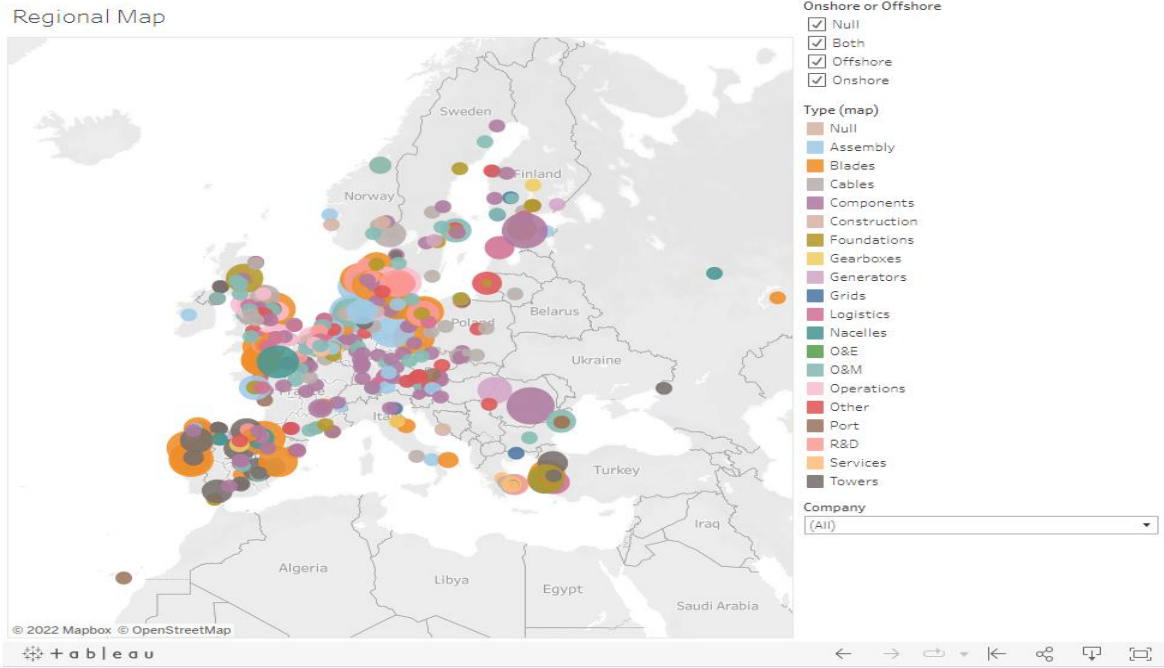 Regional Map
Onshore or Offshore
Null
Both
Offshore
Onshore
Type (map)
Null
Assembly
Blades
Cables
Components
Construction
Foundations
Gearboxes
Generators
Grids
Logistics
Nacelles
O&E
O&M
Operations
Other
Port
R&D
Services
Towers
Company
(All)
Sweden
Finland
Norway
Belarus
Poland
Ukraine
Ita
Turkey
Iraq
Algeria
Libya
Egypt
Saudi Arabia
© 2022 Mapbox © OpenStreetMap
+ a b | e a u